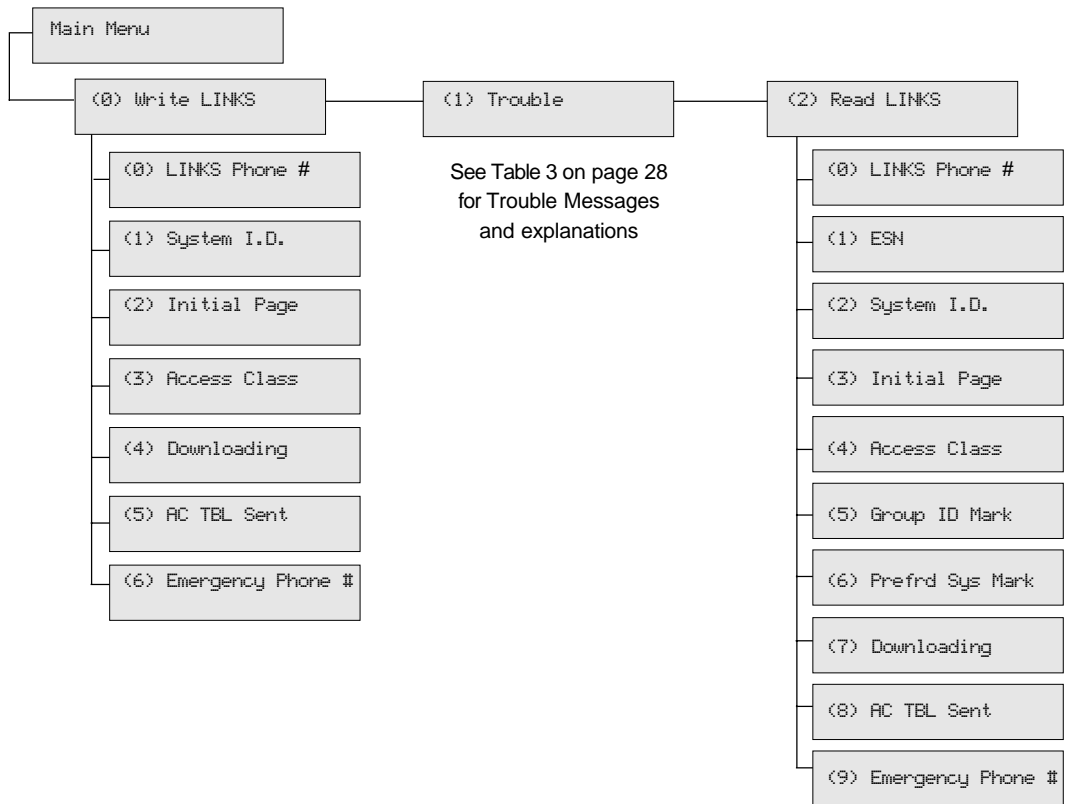 Main Menu
(0) Write LINKS
(1) Trouble
(2) Read LINKS
(0) LINKS Phone #
(1) System I.D.
(2) Initial Page
(3) Access Class
(4) Downloading
(5) AC TBL Sent
(6) Emergency Phone #
See Table 3 on page 28
for Trouble Messages
and explanations
(0) LINKS Phone #
(1) ESN
(2) System I.D.
(3) Initial Page
(4) Access Class
(5) Group ID Mark
(6) Prefrd Sys Mark
(7) Downloading
(8) AC TBL Sent
(9) Emergency Phone #